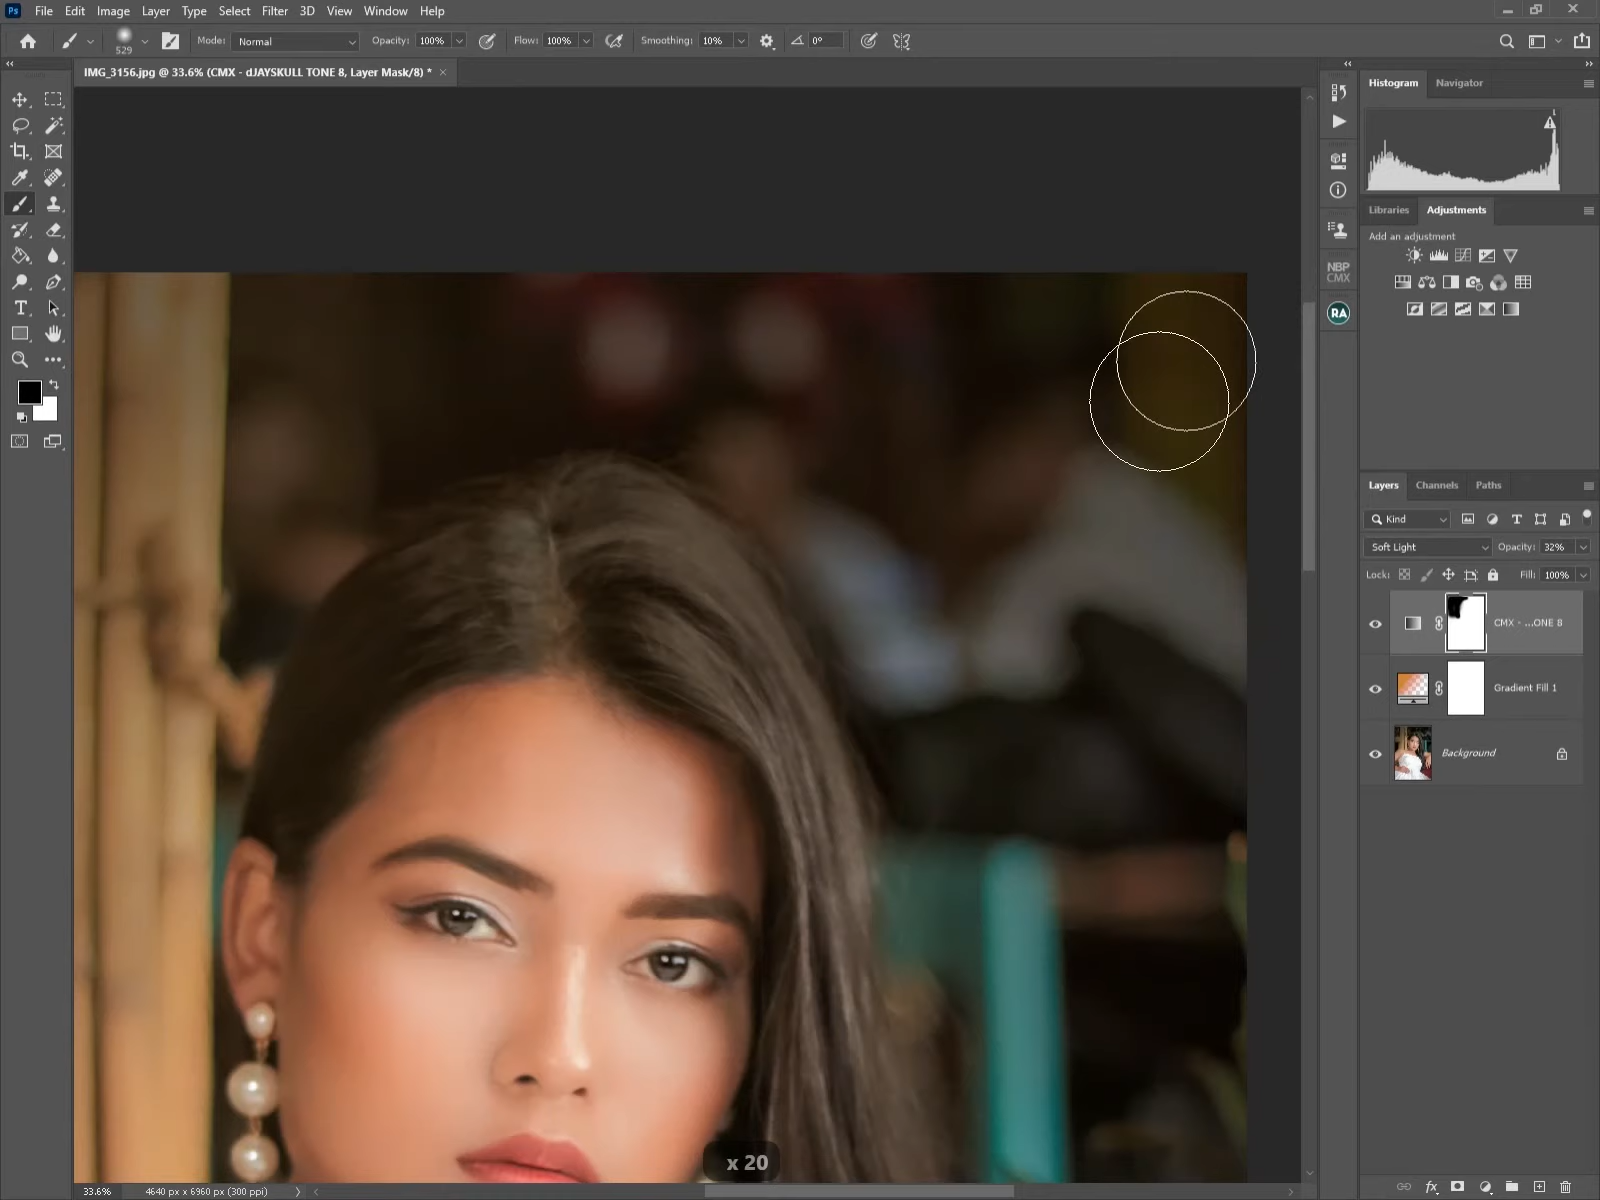 Ps File Edit Image Layer Type Select Filter 3D View Window Help
529 Mode: Normal Opacity: 100% Flow: 100% Smoothing: 10% 0°
IMG_3156.jpg @ 33.6% (CMX - dJAYSKULL TONE 8, Layer Mask/8) * ×
Histogram Navigator
Libraries Adjustments
Add an adjustment
NBP
CMX
RA
Layers Channels Paths
Kind
Soft Light Opacity: 32%
Lock: Fill: 100%
CMX - ...ONE 8
Gradient Fill 1
Background
x 20
33.6% 4640 px x 6960 px (300 ppi)
fx